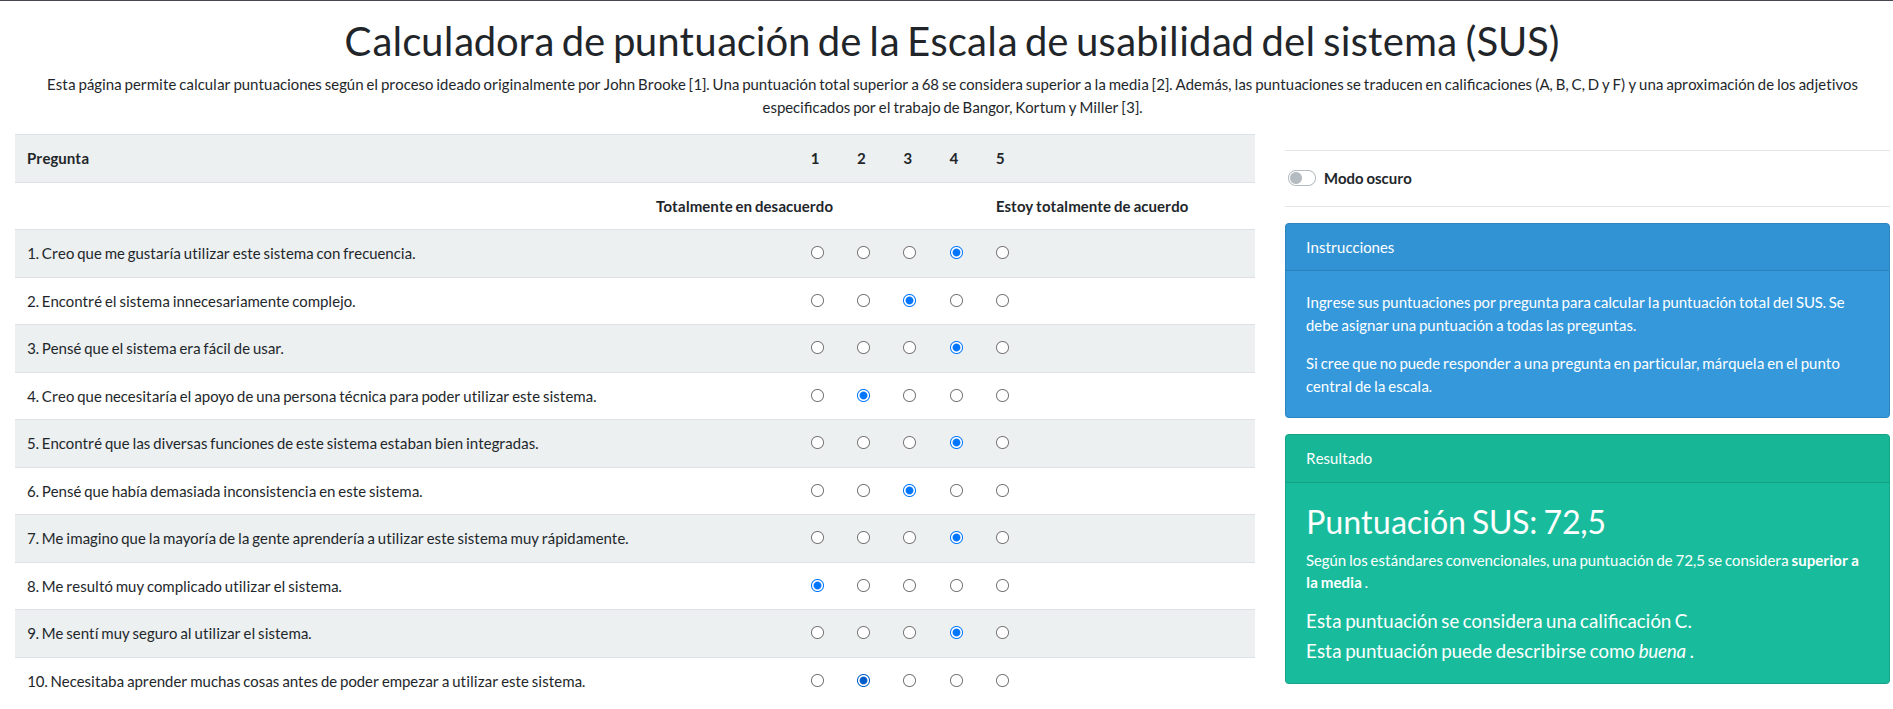 Calculadora de puntuación de la Escala de usabilidad del sistema (SUS)
Esta página permite calcular puntuaciones según el proceso ideado originalmente por John Brooke [1]. Una puntuación total superior a 68 se considera superior a la media [2]. Además, las puntuaciones se traducen en calificaciones (A, B, C, D y F) y una aproximación de los adjetivos
especificados por el trabajo de Bangor, Kortum y Miller [3].
Pregunta 1 2 3 4 5
Totalmente en desacuerdo Estoy totalmente de acuerdo
1. Creo que me gustaría utilizar este sistema con frecuencia.
2. Encontré el sistema innecesariamente complejo.
3. Pensé que el sistema era fácil de usar.
4. Creo que necesitaría el apoyo de una persona técnica para poder utilizar este sistema.
5. Encontré que las diversas funciones de este sistema estaban bien integradas.
6. Pensé que había demasiada inconsistencia en este sistema.
7. Me imagino que la mayoría de la gente aprendería a utilizar este sistema muy rápidamente.
8. Me resultó muy complicado utilizar el sistema.
9. Me sentí muy seguro al utilizar el sistema.
10. Necesitaba aprender muchas cosas antes de poder empezar a utilizar este sistema.
Modo oscuro
Instrucciones
Ingrese sus puntuaciones por pregunta para calcular la puntuación total del SUS. Se
debe asignar una puntuación a todas las preguntas.
Si cree que no puede responder a una pregunta en particular, márquela en el punto
central de la escala.
Resultado
Puntuación SUS: 72,5
Según los estándares convencionales, una puntuación de 72,5 se considera superior a
la media .
Esta puntuación se considera una calificación C.
Esta puntuación puede describirse como buena .